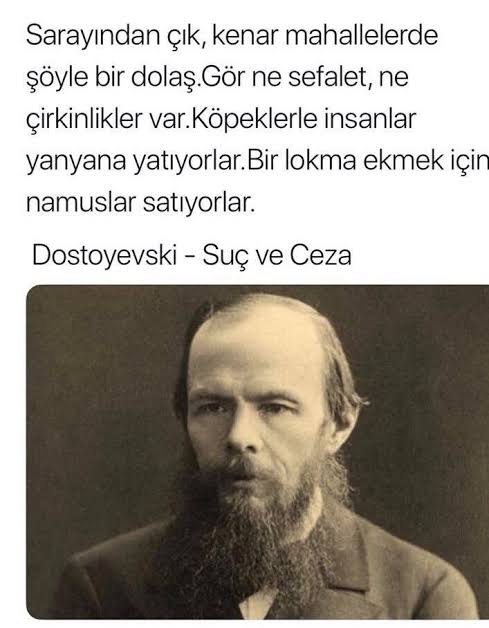 Sarayından çık, kenar mahallelerde
şöyle bir dolaş.Gör ne sefalet, ne
çirkinlikler var.Köpeklerle insanlar
yanyana yatıyorlar.Bir lokma ekmek için
namuslar satıyorlar.
Dostoyevski - Suç ve Ceza